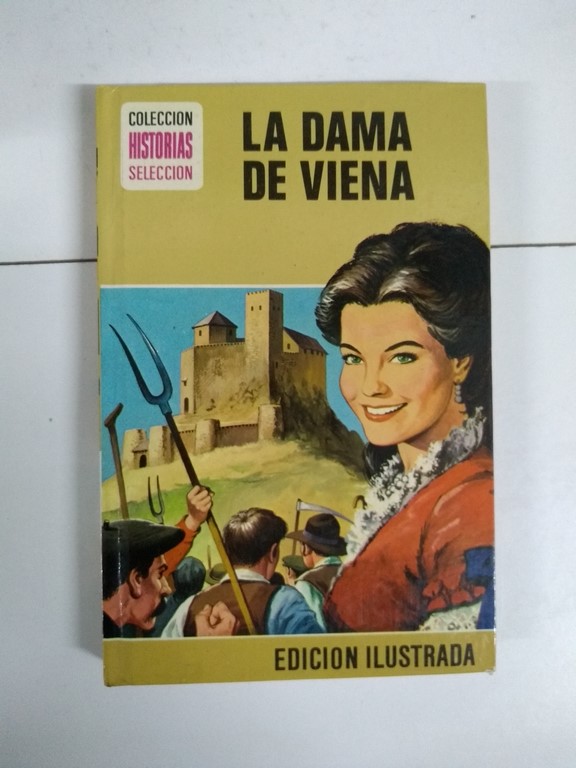 COLECCION
HISTORIAS
SELECCION
LA DAMA
DE VIENA
EDICION ILUSTRADA